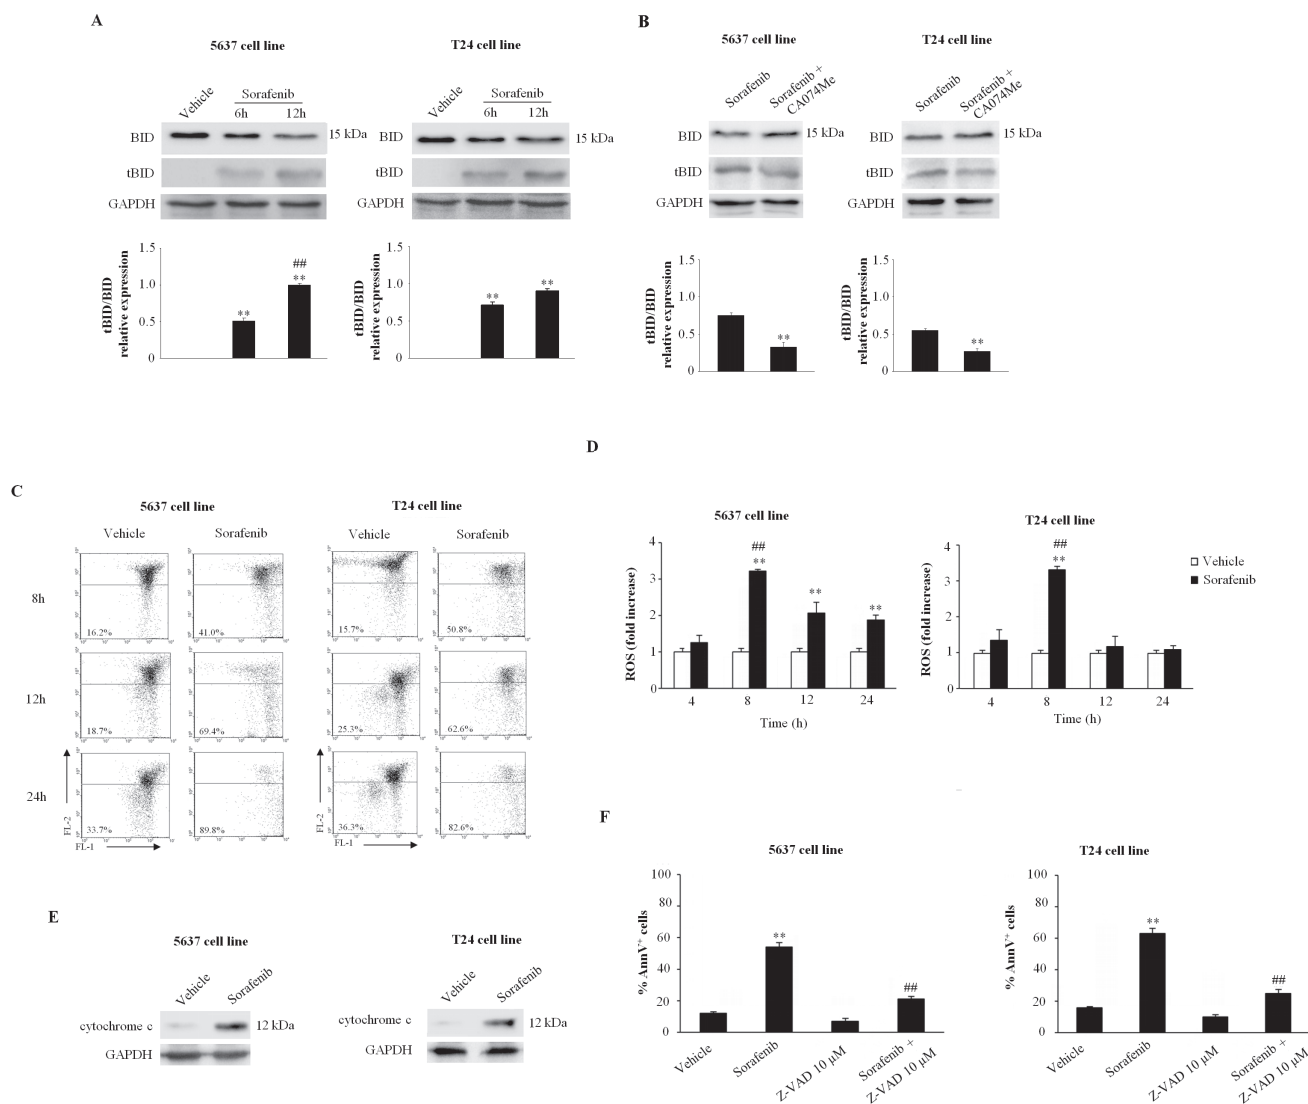 A
5637 cell line
T24 cell line
Vehicle
Sorafenib
6h 12h
Vehicle
Sorafenib
6h 12h
BID
15 kDa
BID
15 kDa
tBID
tBID
GAPDH
GAPDH
tBID/BID
relative expression
1.5
1.0
0.5
0
**
##
**
tBID/BID
relative expression
1.5
1.0
0.5
0
**
**
B
5637 cell line
T24 cell line
Sorafenib
Sorafenib +
CA074Me
Sorafenib
Sorafenib +
CA074Me
BID
15 kDa
BID
15 kDa
tBID
tBID
GAPDH
GAPDH
tBID/BID
relative expression
1.5
1.0
0.5
0
**
tBID/BID
relative expression
1.5
1.0
0.5
0
**
C
5637 cell line
T24 cell line
Vehicle
Sorafenib
Vehicle
Sorafenib
8h
16.2%
41.0%
15.7%
50.8%
12h
18.7%
69.4%
25.3%
62.6%
24h
33.7%
89.8%
36.3%
82.6%
FL-2
FL-1
FL-2
FL-1
D
5637 cell line
T24 cell line
ROS (fold increase)
4
3
2
1
0
##
**
**
**
4 8 12 24
Time (h)
ROS (fold increase)
4
3
2
1
0
##
**
4 8 12 24
Time (h)
Vehicle
Sorafenib
E
5637 cell line
T24 cell line
Vehicle
Sorafenib
Vehicle
Sorafenib
cytochrome c
12 kDa
cytochrome c
12 kDa
GAPDH
GAPDH
F
5637 cell line
T24 cell line
% AnnV+ cells
100
80
60
40
20
0
**
##
Vehicle
Sorafenib
Z-VAD 10 µM
Sorafenib +
Z-VAD 10 µM
% AnnV+ cells
100
80
60
40
20
0
**
##
Vehicle
Sorafenib
Z-VAD 10 µM
Sorafenib +
Z-VAD 10 µM